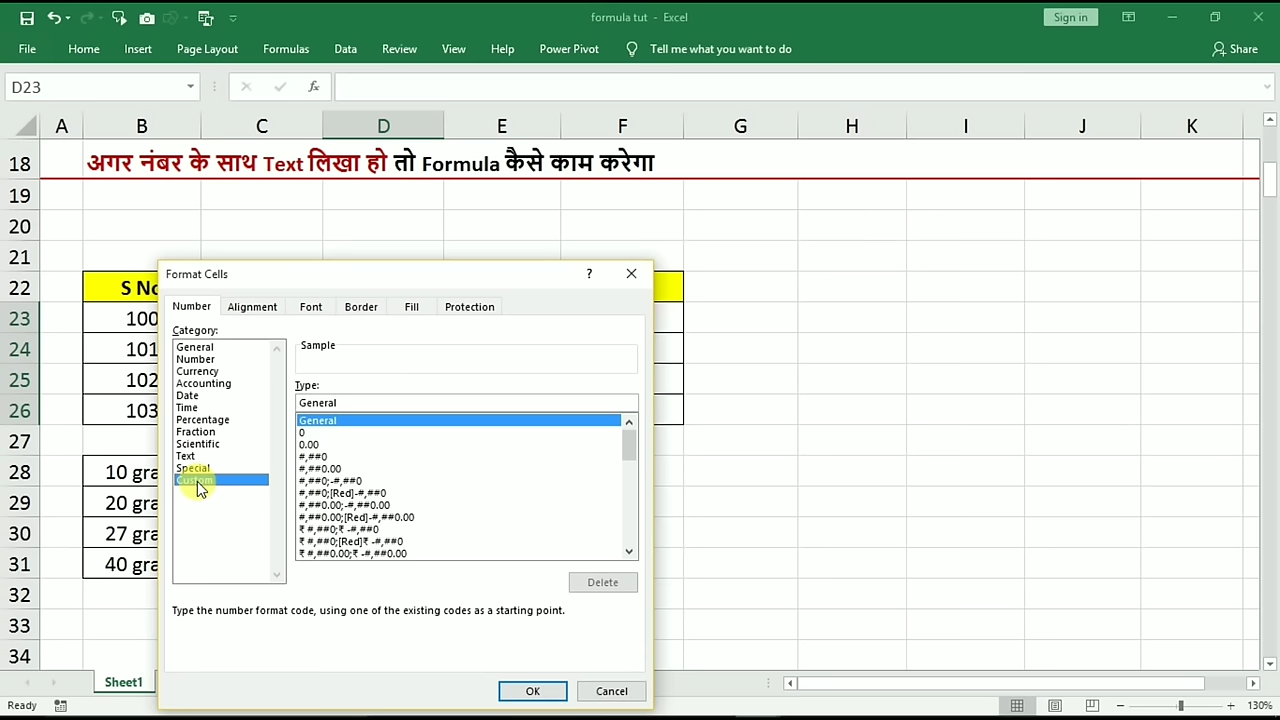 formula tut - Excel
Sign in
File Home Insert Page Layout Formulas Data Review View Help Power Pivot Tell me what you want to do Share
D23 fx
A B C D E F G H I J K
18 अगर नंबर के साथ Text लिखा हो तो Formula कैसे काम करेगा
19
20
21
22 S No
23 100
24 101
25 102
26 103
27
28 10 gra
29 20 gra
30 27 gra
31 40 gra
32
33
34
Format Cells ?
Number Alignment Font Border Fill Protection
Category:
General
Number
Currency
Accounting
Date
Time
Percentage
Fraction
Scientific
Text
Special
Custom
Sample
Type:
General
General
0
0.00
#,##0
#,##0.00
#,##0;-#,##0
#,##0;[Red]-#,##0
#,##0.00;-#,##0.00
#,##0.00;[Red]-#,##0.00
₹ #,##0;₹ -#,##0
₹ #,##0;[Red]₹ -#,##0
₹ #,##0.00;₹ -#,##0.00
Delete
Type the number format code, using one of the existing codes as a starting point.
OK Cancel
Sheet1
Ready 130%